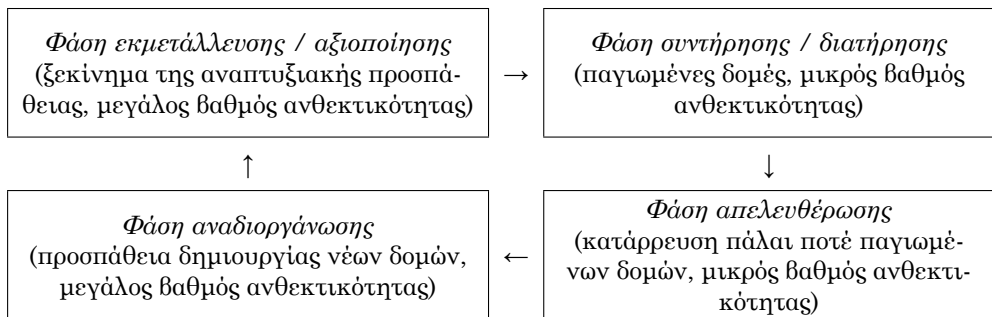 Φάση εκμετάλλευσης / αξιοποίησης
(ξεκίνημα της αναπτυξιακής προσπά-
θειας, μεγάλος βαθμός ανθεκτικότητας)
→
Φάση συντήρησης / διατήρησης
(παγιωμένες δομές, μικρός βαθμός
ανθεκτικότητας)
↑
↓
Φάση αναδιοργάνωσης
(προσπάθεια δημιουργίας νέων δομών,
μεγάλος βαθμός ανθεκτικότητας)
←
Φάση απελευθέρωσης
(κατάρρευση πάλαι ποτέ παγιωμέ-
νων δομών, μικρός βαθμός ανθεκτι-
κότητας)